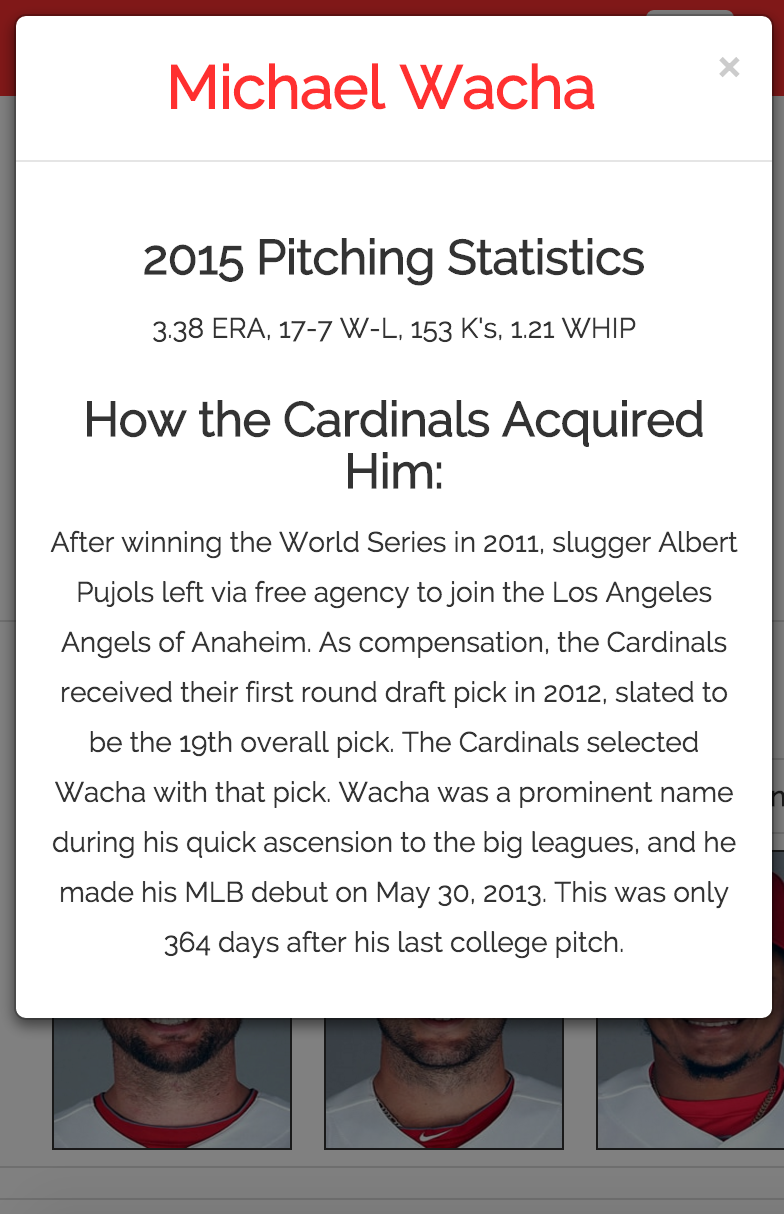 Michael Wacha
×
2015 Pitching Statistics
3.38 ERA, 17-7 W-L, 153 K's, 1.21 WHIP
How the Cardinals Acquired
Him:
After winning the World Series in 2011, slugger Albert
Pujols left via free agency to join the Los Angeles
Angels of Anaheim. As compensation, the Cardinals
received their first round draft pick in 2012, slated to
be the 19th overall pick. The Cardinals selected
Wacha with that pick. Wacha was a prominent name
during his quick ascension to the big leagues, and he
made his MLB debut on May 30, 2013. This was only
364 days after his last college pitch.